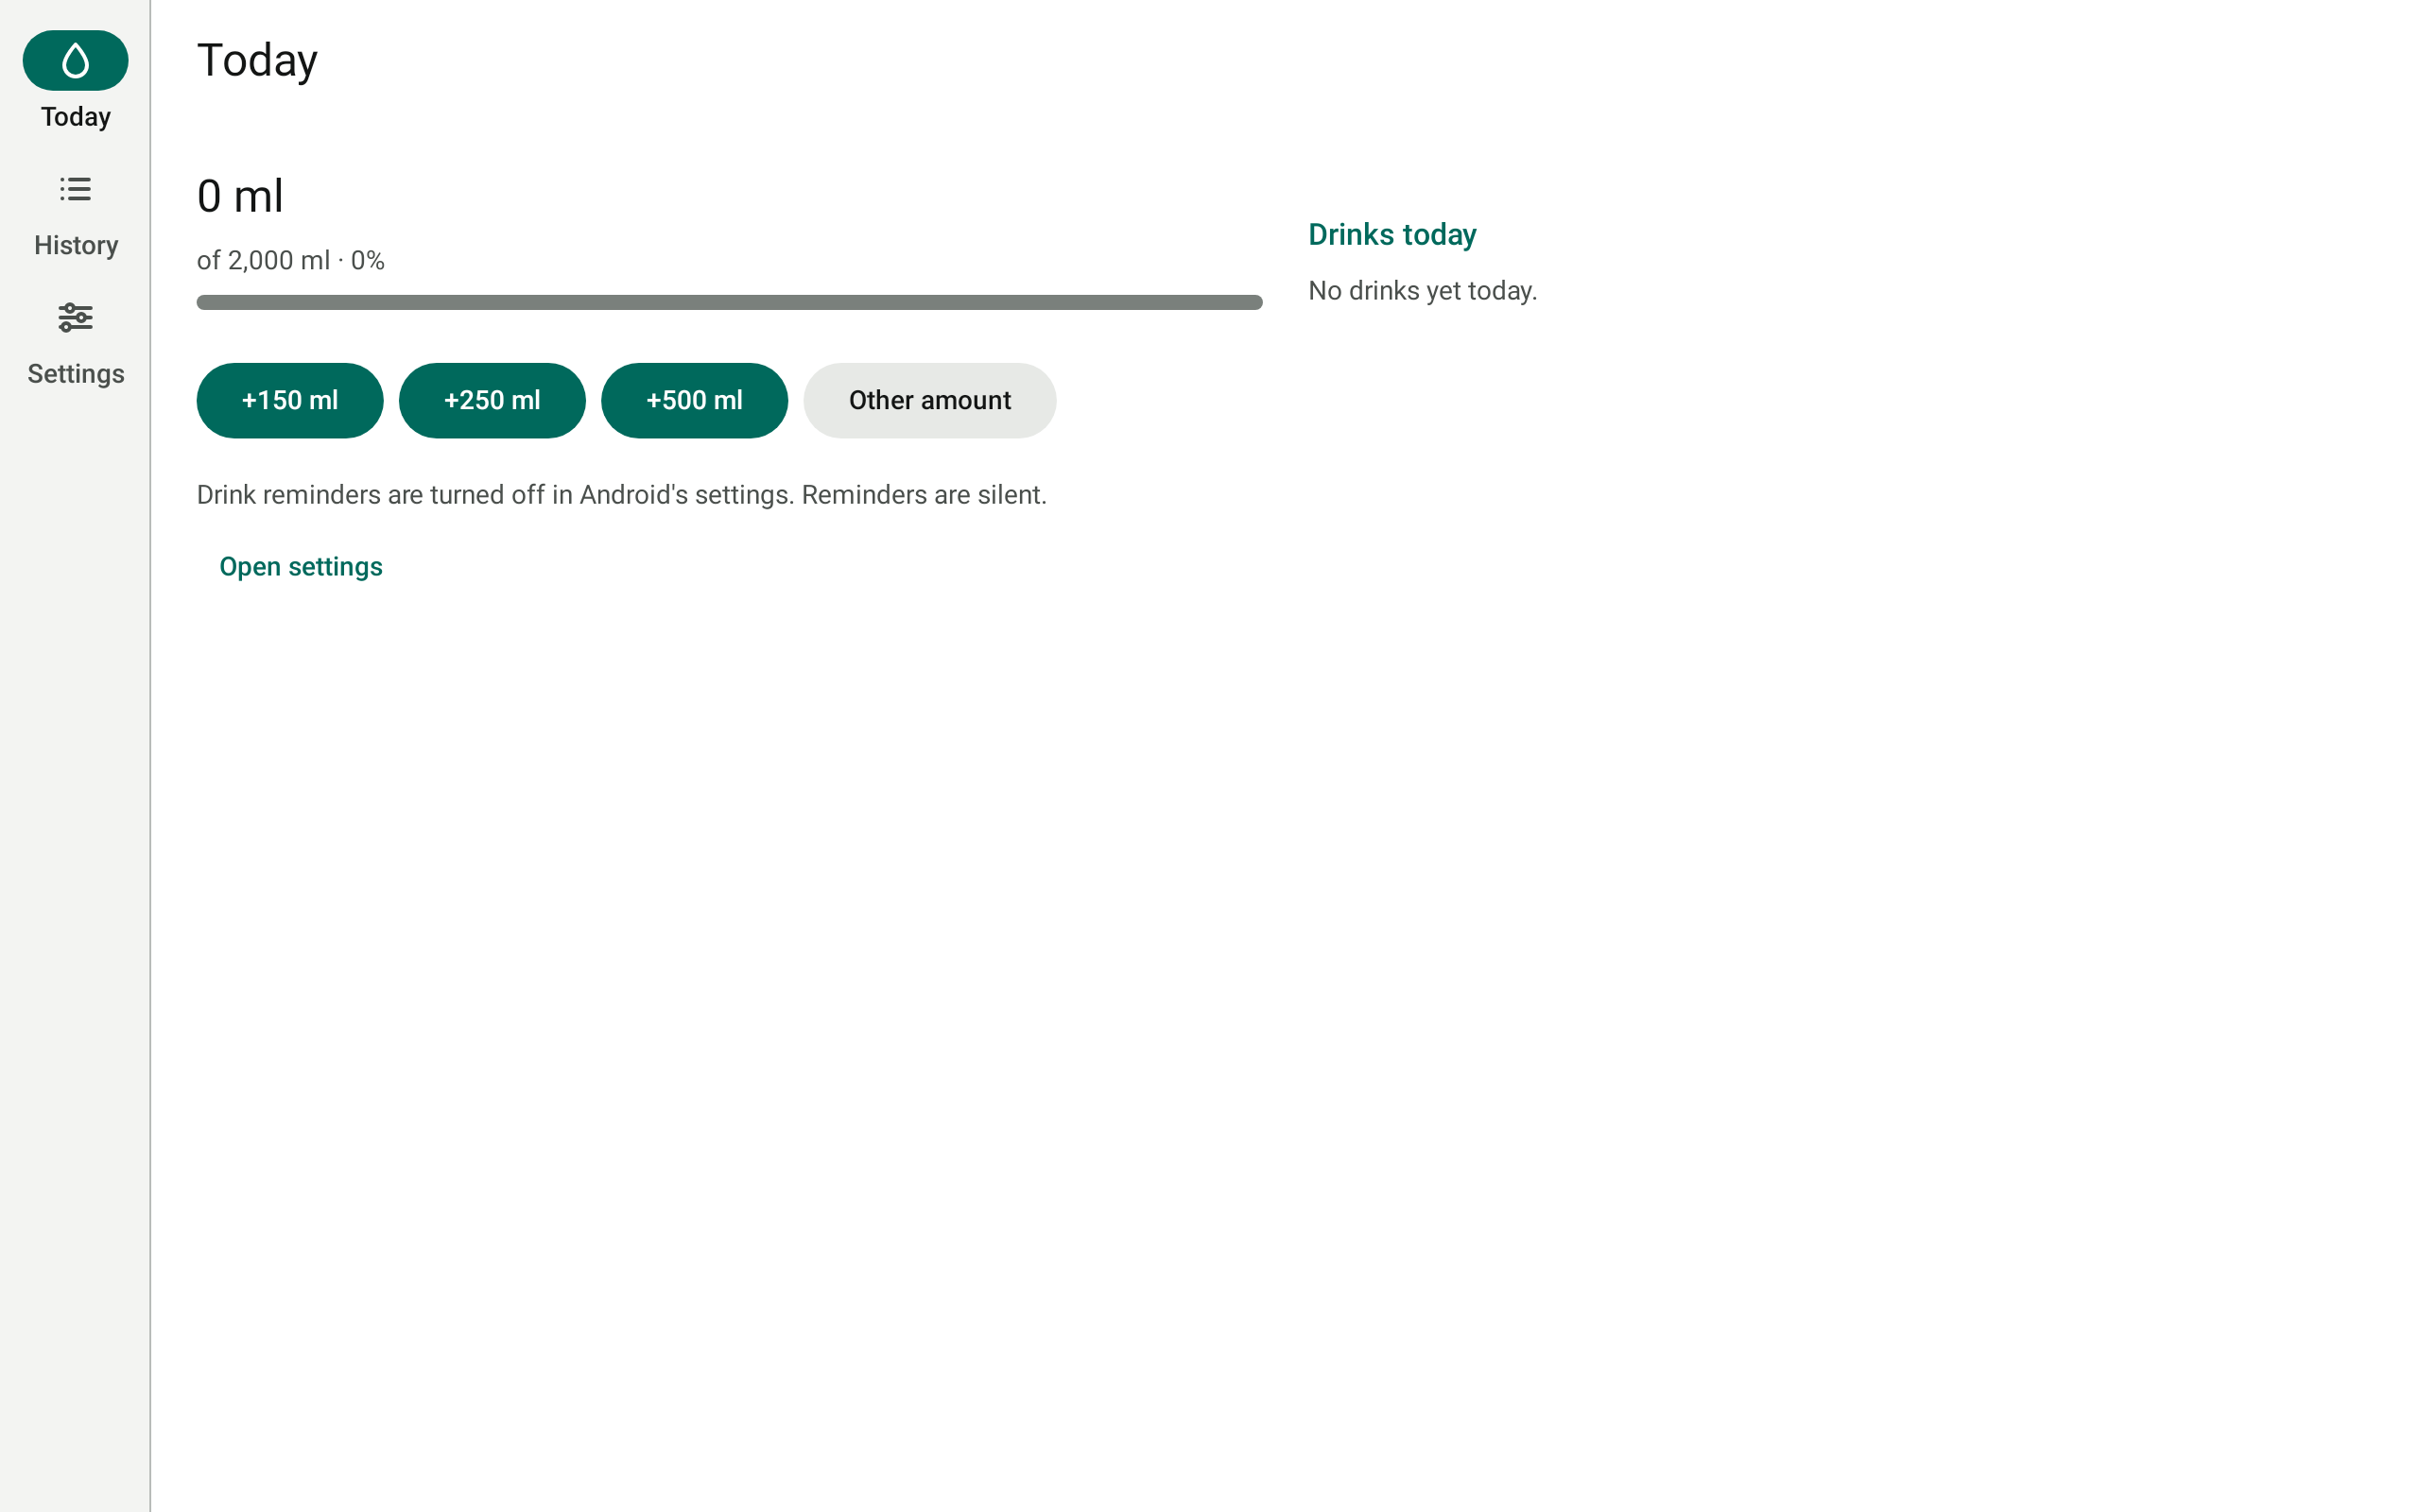 Today
History
Settings
Today
0 ml
of 2,000 ml · 0%
+150 ml
+250 ml
+500 ml
Other amount
Drink reminders are turned off in Android's settings. Reminders are silent.
Open settings
Drinks today
No drinks yet today.